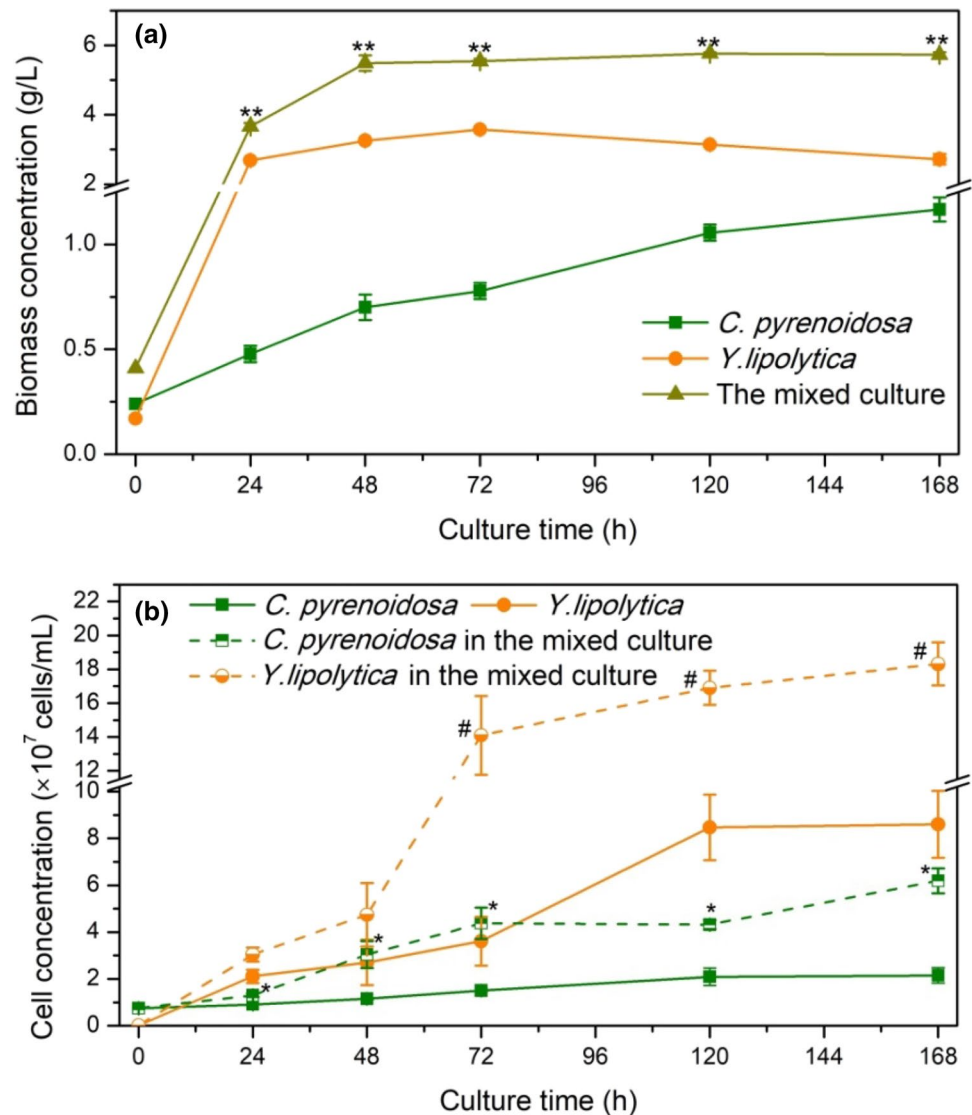 (a)
**
**
**
**
**
6
4
2
1.0
0.5
0.0
Biomass concentration (g/L)
C. pyrenoidosa
Y.lipolytica
The mixed culture
0 24 48 72 96 120 144 168
Culture time (h)
(b)
C. pyrenoidosa Y.lipolytica
C. pyrenoidosa in the mixed culture
Y.lipolytica in the mixed culture
22
20
18
16
14
12
10
8
6
4
2
0
Cell concentration (×10⁷ cells/mL)
#
#
#
*
*
*
*
*
0 24 48 72 96 120 144 168
Culture time (h)